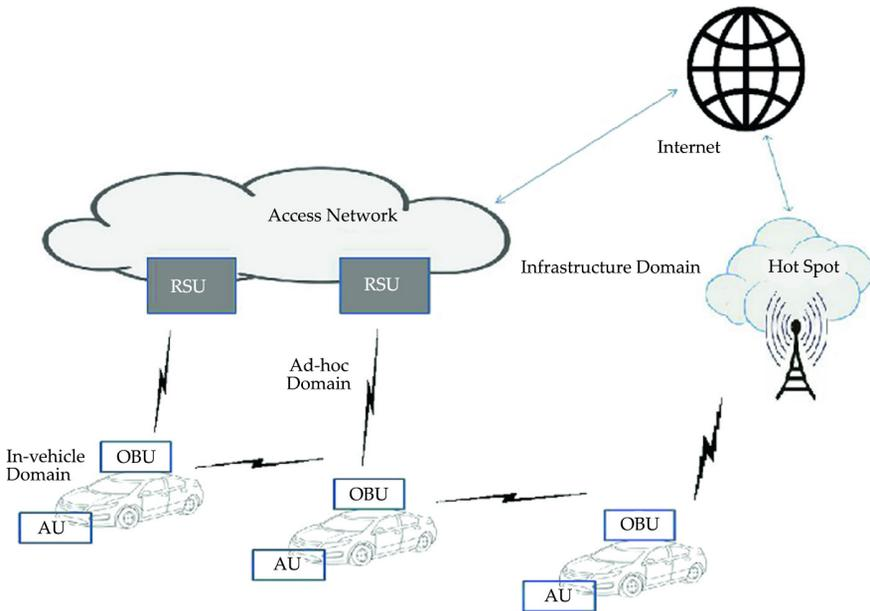 Internet
Access Network
Infrastructure Domain
Hot Spot
RSU
RSU
Ad-hoc
Domain
In-vehicle
Domain
OBU
AU
OBU
AU
OBU
AU